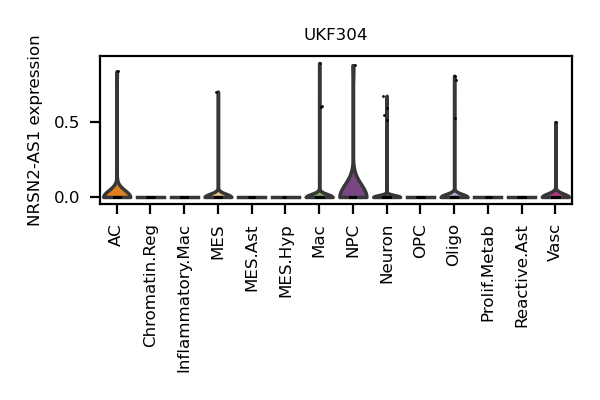 UKF304
NRSN2-AS1 expression
0.5
0.0
AC
Chromatin.Reg
Inflammatory.Mac
MES
MES.Ast
MES.Hyp
Mac
NPC
Neuron
OPC
Oligo
Prolif.Metab
Reactive.Ast
Vasc